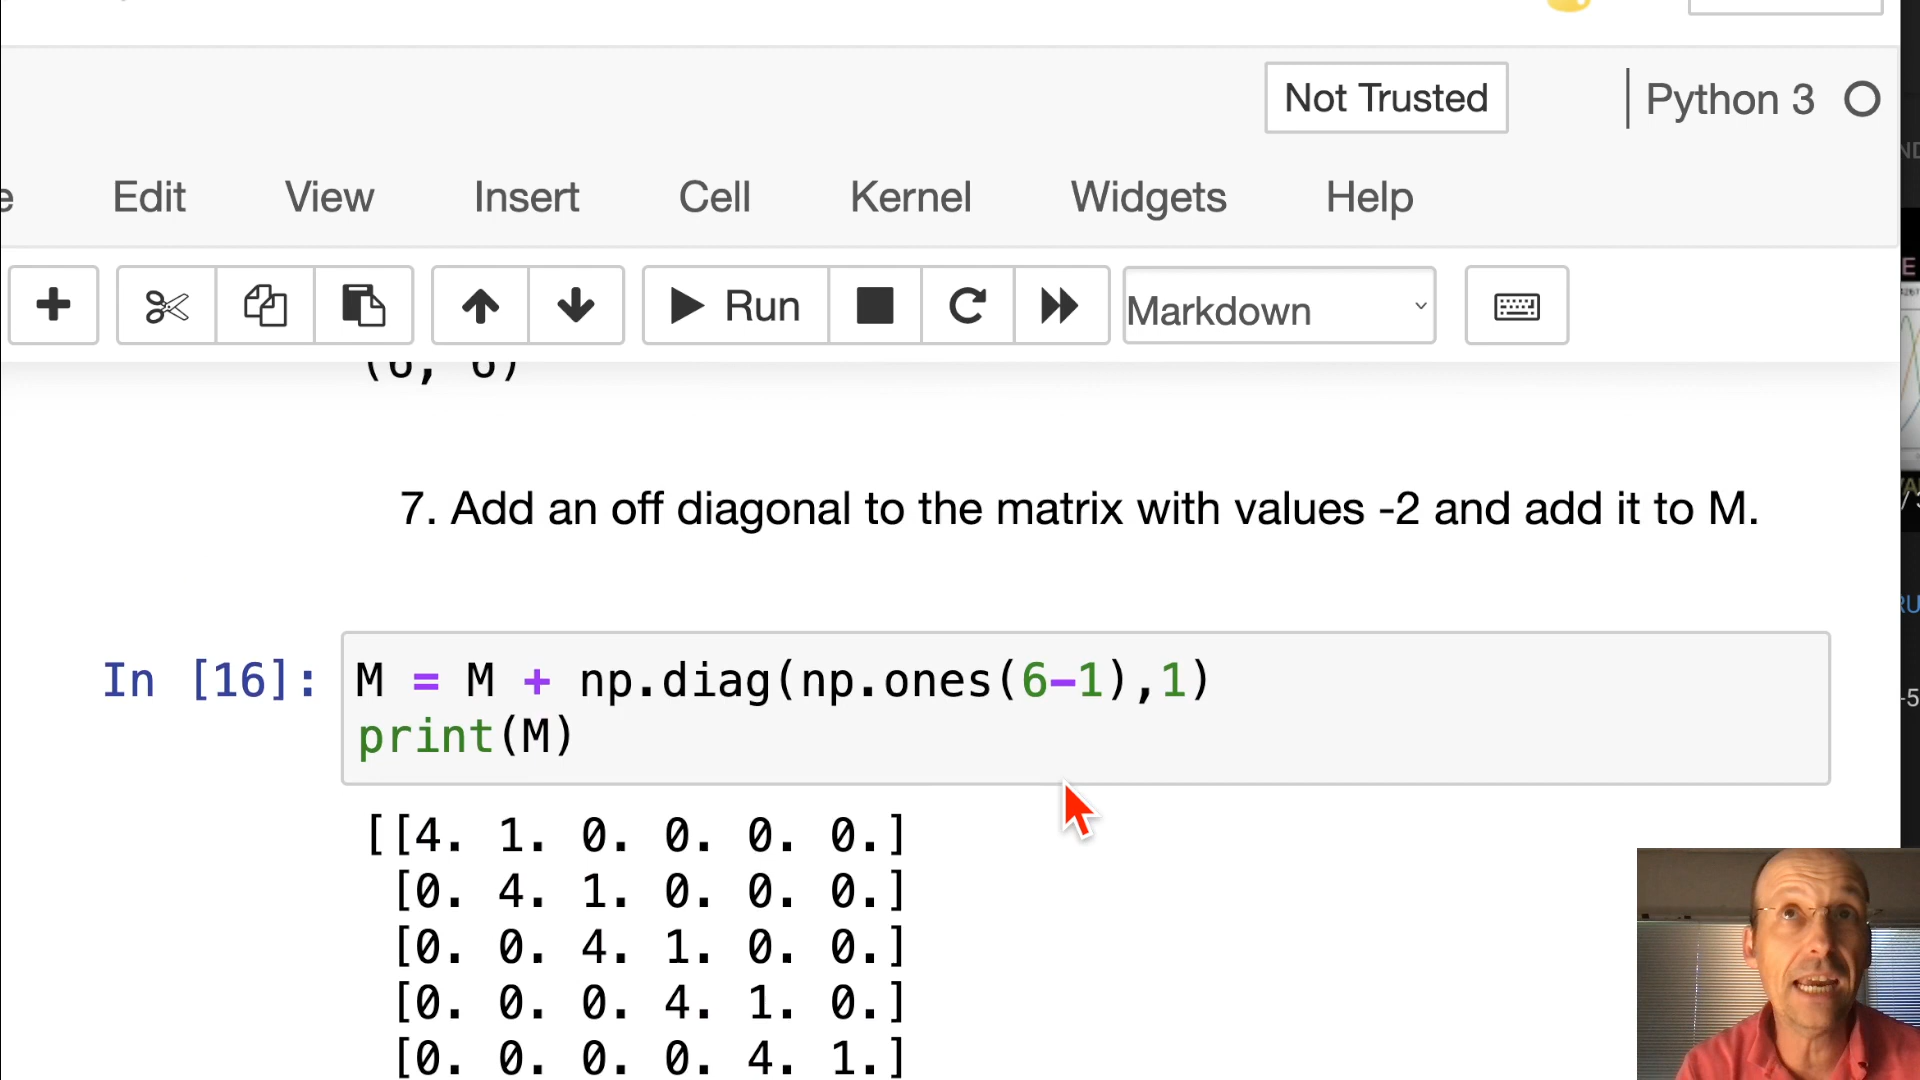 Not Trusted
Python 3
e Edit View Insert Cell Kernel Widgets Help
Run
Markdown
(6, 6)
7. Add an off diagonal to the matrix with values -2 and add it to M.
In [16]: M = M + np.diag(np.ones(6-1),1)
print(M)
[[4. 1. 0. 0. 0. 0.]
[0. 4. 1. 0. 0. 0.]
[0. 0. 4. 1. 0. 0.]
[0. 0. 0. 4. 1. 0.]
[0. 0. 0. 0. 4. 1.]
-5